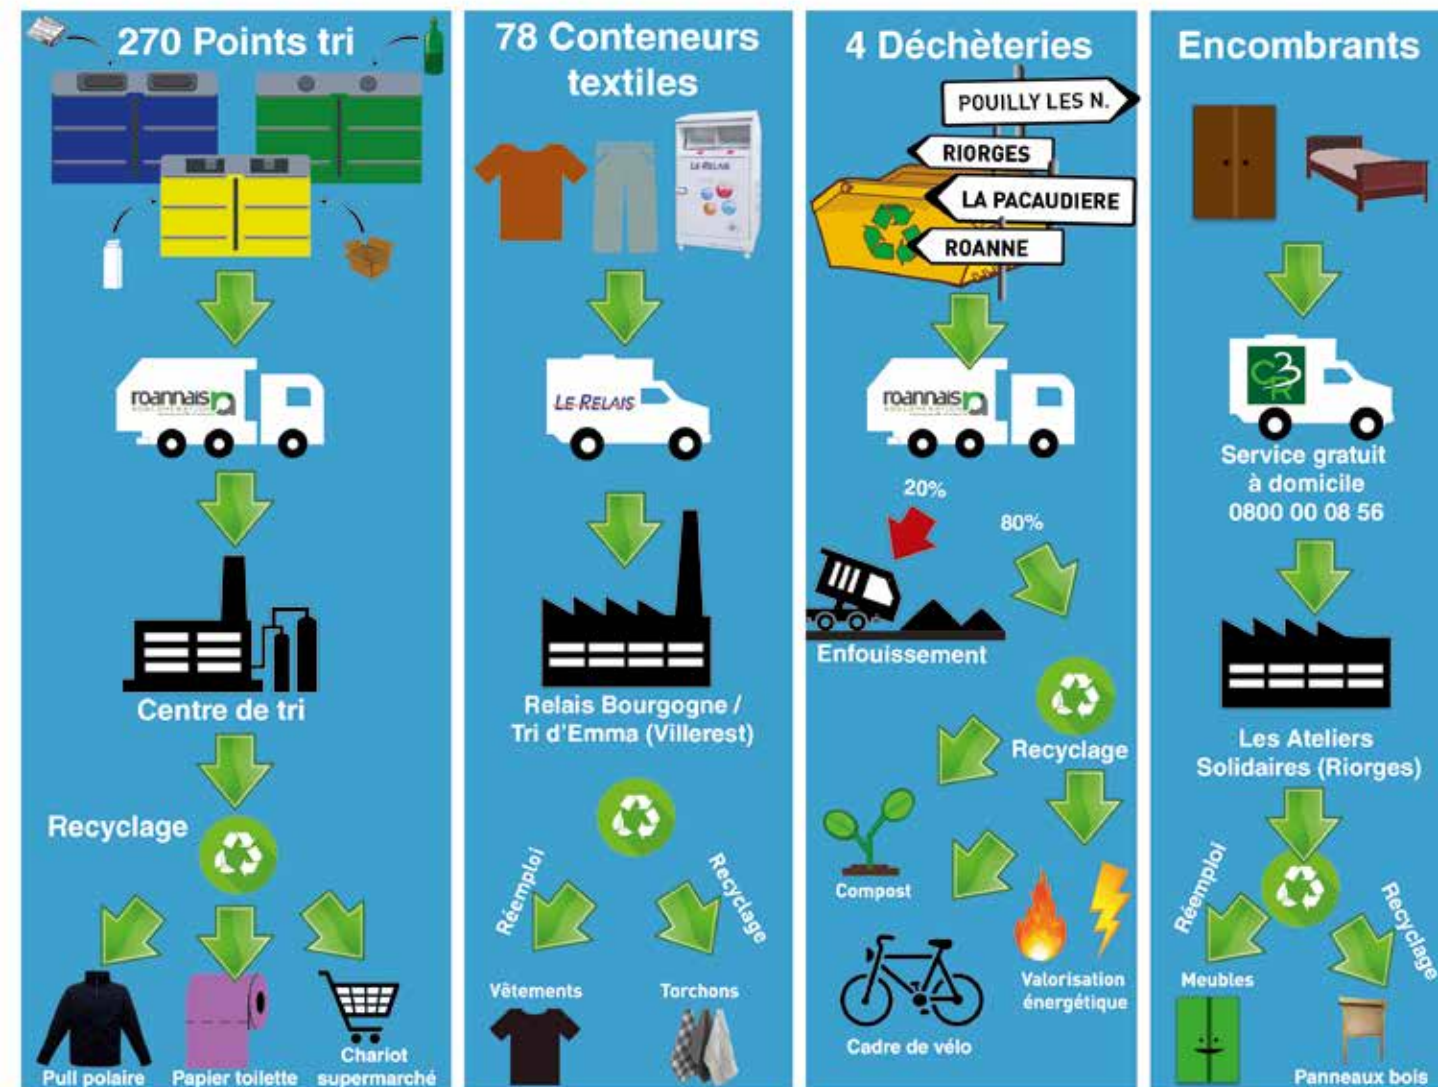 270 Points tri
roannais
Centre de tri
Recyclage
Pull polaire
Papier toilette
Chariot
supermarché
78 Conteneurs
textiles
LE RELAIS
LE RELAIS
Relais Bourgogne /
Tri d'Emma (Villerest)
Réemploi
Recyclage
Vêtements
Torchons
4 Déchèteries
POUILLY LES N.
RIORGES
LA PACAUDIERE
ROANNE
roannais
20%
80%
Enfouissement
Recyclage
Compost
Valorisation
énergétique
Cadre de vélo
Encombrants
C3R
Service gratuit
à domicile
0800 00 08 56
Les Ateliers
Solidaires (Riorges)
Réemploi
Recyclage
Meubles
Panneaux bois